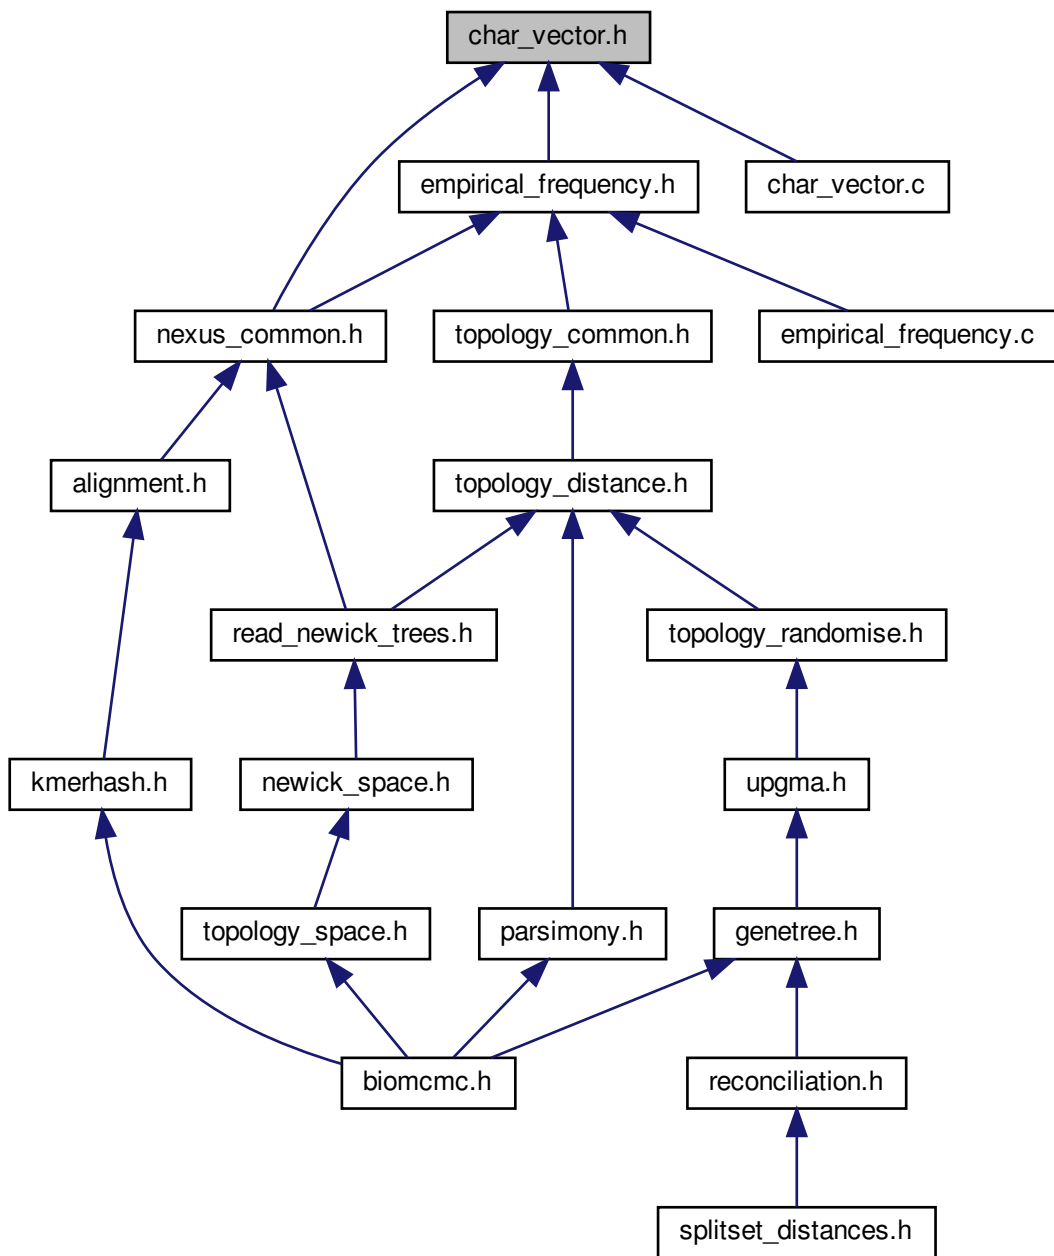 char_vector.h
empirical_frequency.h
char_vector.c
nexus_common.h
topology_common.h
empirical_frequency.c
alignment.h
topology_distance.h
read_newick_trees.h
topology_randomise.h
kmerhash.h
newick_space.h
upgma.h
topology_space.h
parsimony.h
genetree.h
biomcmc.h
reconciliation.h
splitset_distances.h